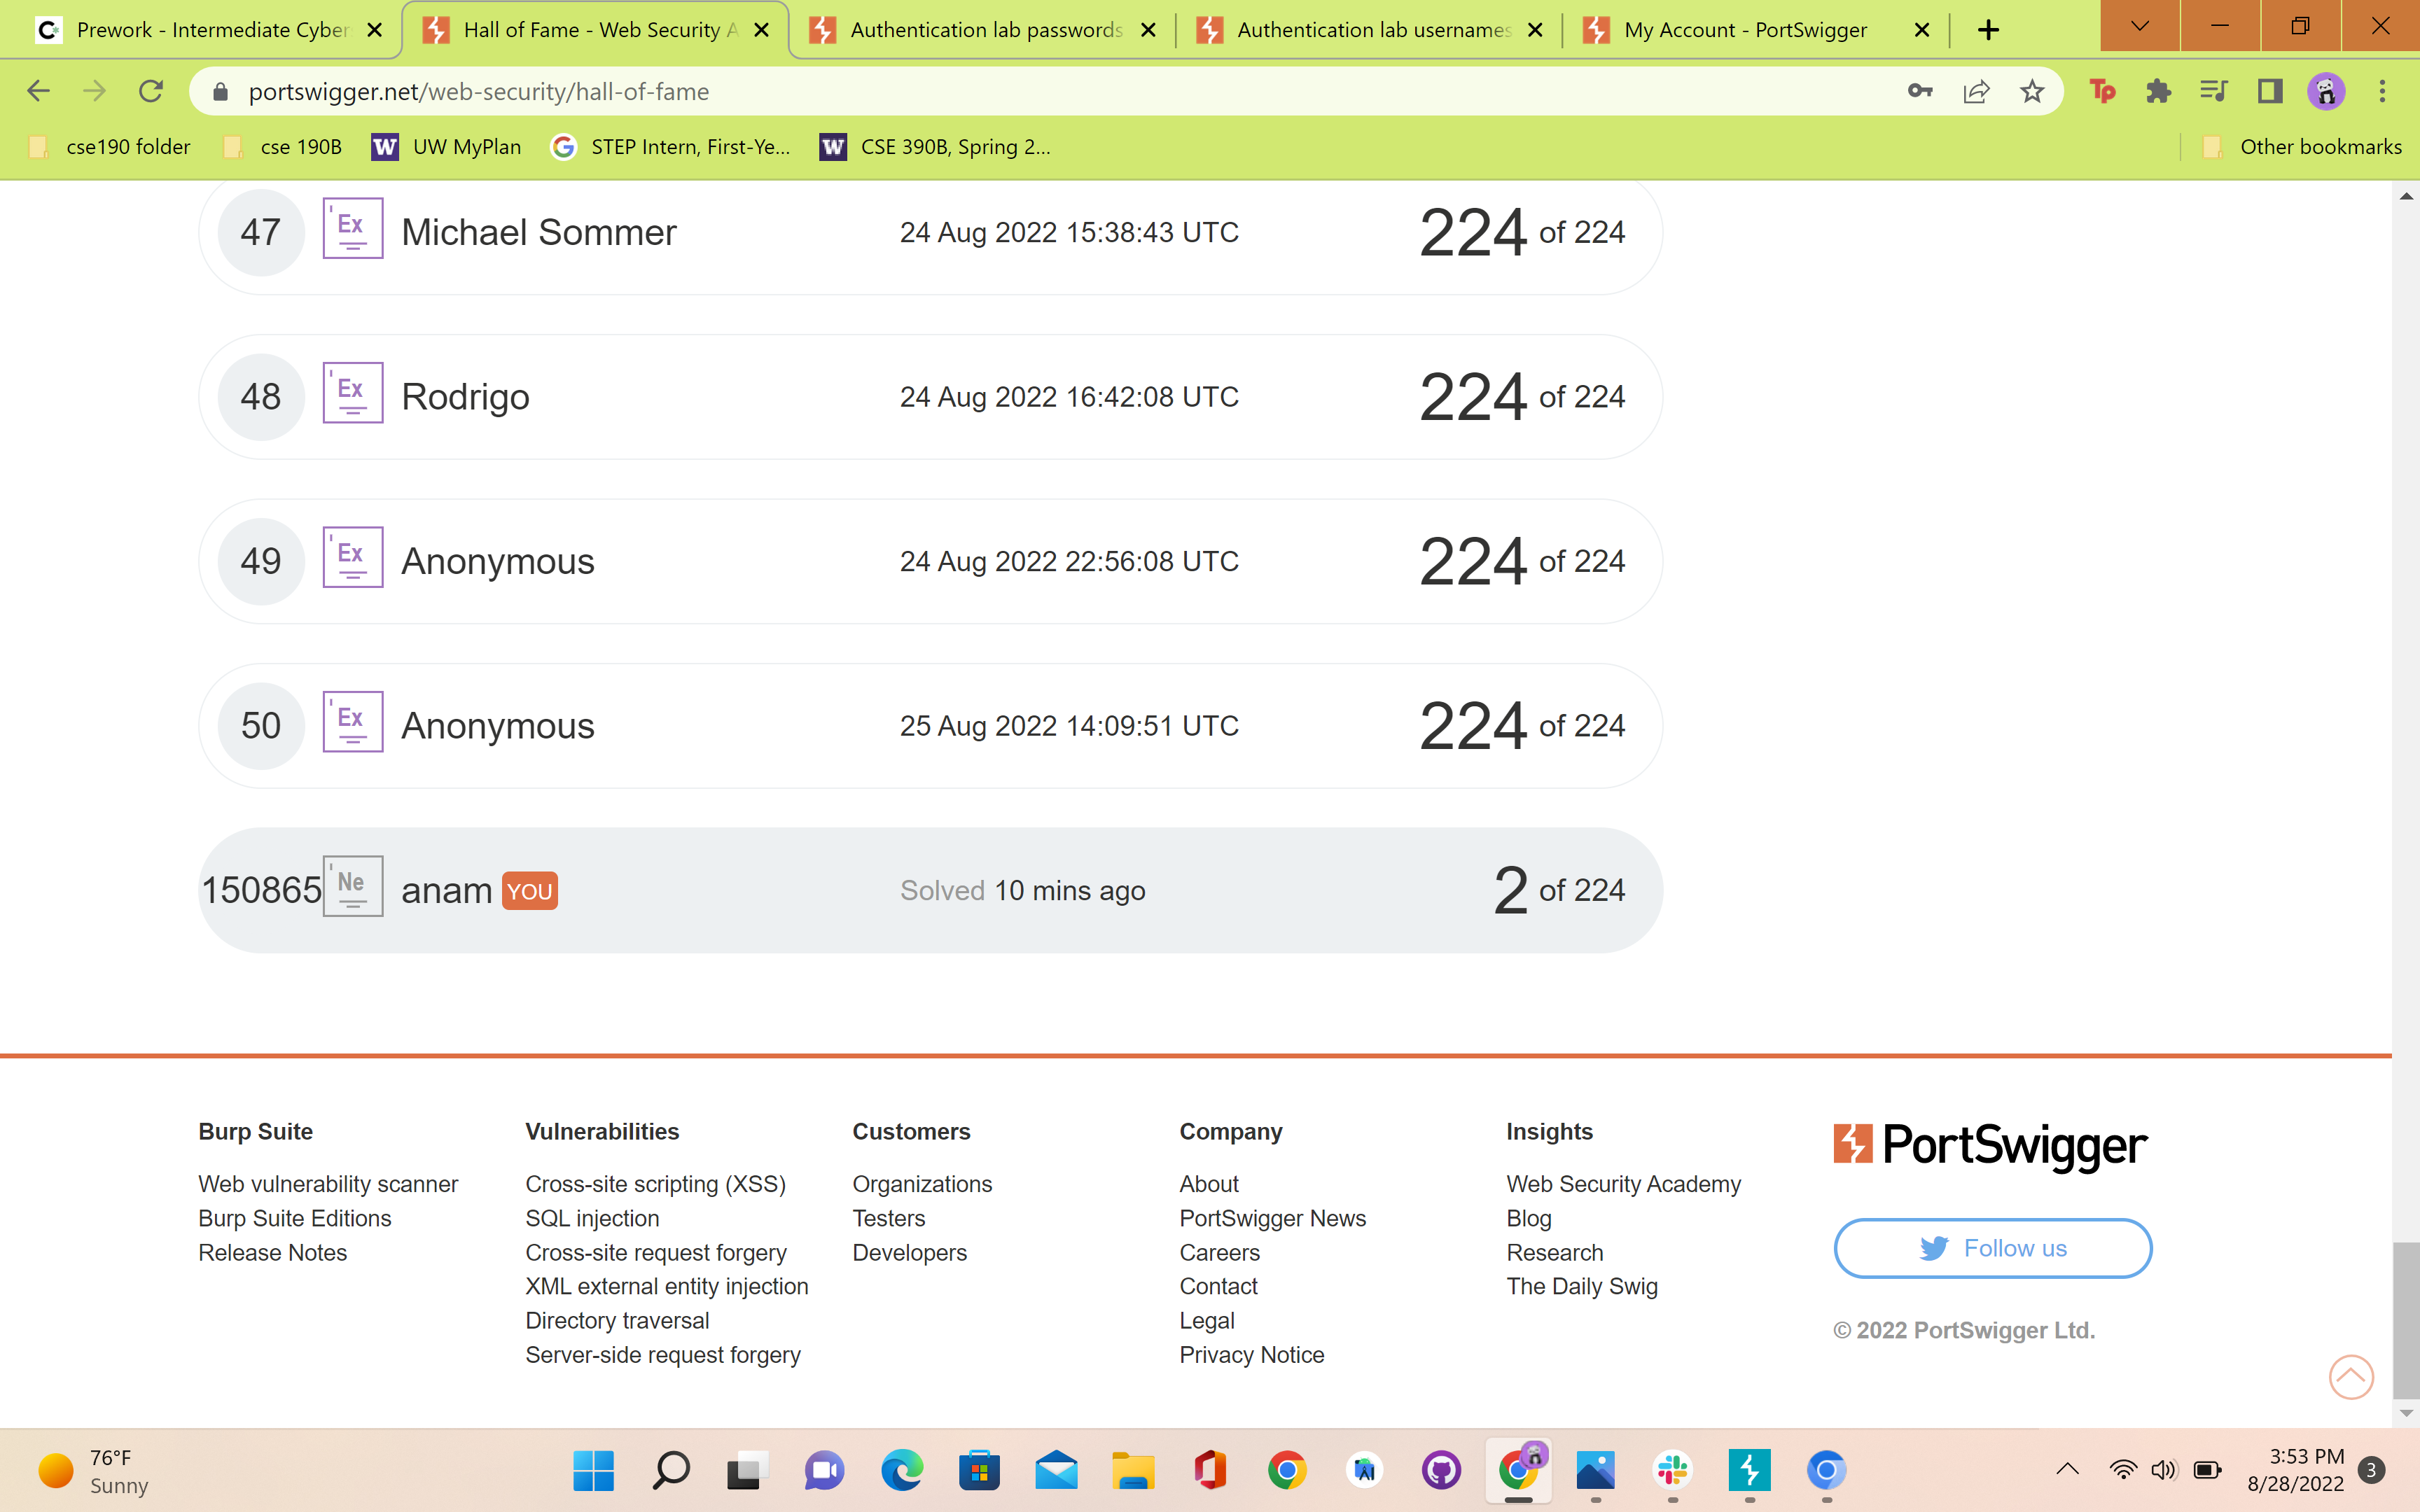 Prework - Intermediate Cyber
Hall of Fame - Web Security A
Authentication lab passwords
Authentication lab usernames
My Account - PortSwigger
portswigger.net/web-security/hall-of-fame
Tp
cse190 folder
cse 190B
W UW MyPlan
G STEP Intern, First-Ye...
W CSE 390B, Spring 2...
Other bookmarks
47 'Ex Michael Sommer 24 Aug 2022 15:38:43 UTC 224 of 224
48 'Ex Rodrigo 24 Aug 2022 16:42:08 UTC 224 of 224
49 'Ex Anonymous 24 Aug 2022 22:56:08 UTC 224 of 224
50 'Ex Anonymous 25 Aug 2022 14:09:51 UTC 224 of 224
150865 'Ne anam YOU Solved 10 mins ago 2 of 224
Burp Suite
Web vulnerability scanner
Burp Suite Editions
Release Notes
Vulnerabilities
Cross-site scripting (XSS)
SQL injection
Cross-site request forgery
XML external entity injection
Directory traversal
Server-side request forgery
Customers
Organizations
Testers
Developers
Company
About
PortSwigger News
Careers
Contact
Legal
Privacy Notice
Insights
Web Security Academy
Blog
Research
The Daily Swig
PortSwigger
Follow us
© 2022 PortSwigger Ltd.
76°F
Sunny
3:53 PM
8/28/2022
3